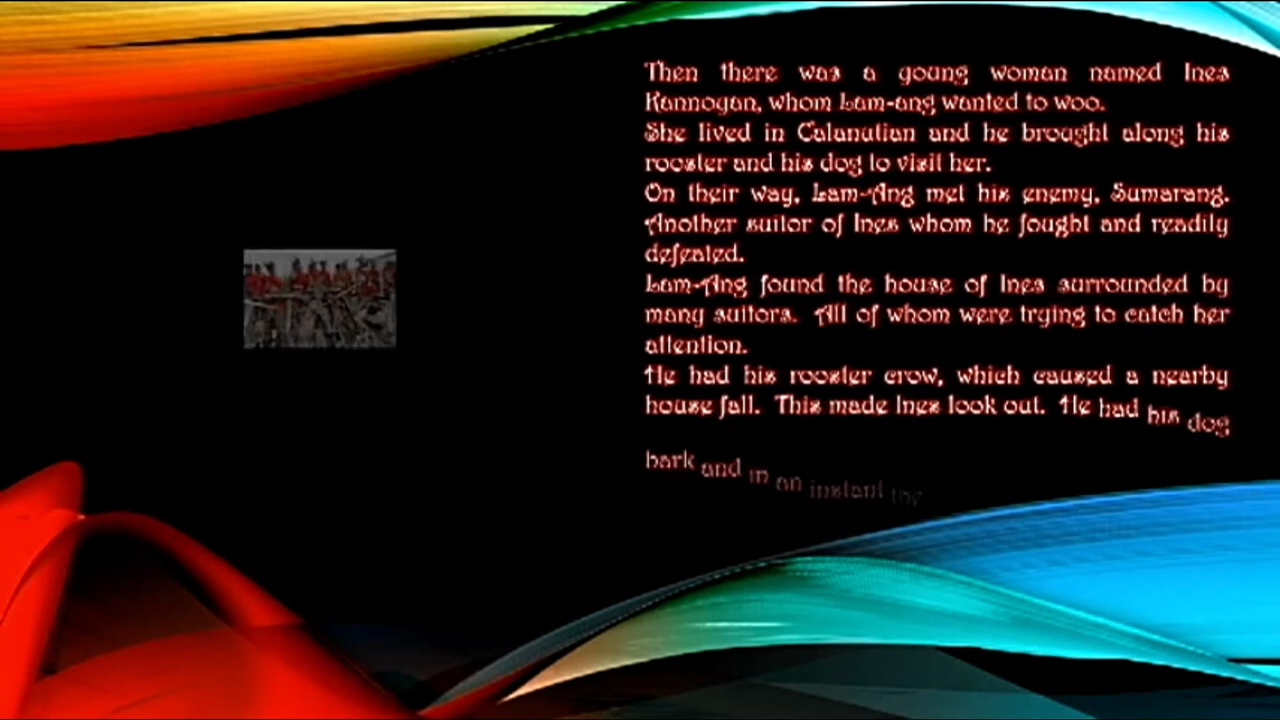 Then there was a young woman named Ines
Kannoyan, whom Lam-ang wanted to woo.
She lived in Calanutian and he brought along his
rooster and his dog to visit her.
On their way, Lam-Ang met his enemy, Sumarang.
Another suitor of Ines whom he fought and readily
defeated.
Lam-Ang found the house of Ines surrounded by
many suitors. All of whom were trying to catch her
attention.
He had his rooster crow, which caused a nearby
house fall. This made Ines look out. He had his dog
bark and in an instant the